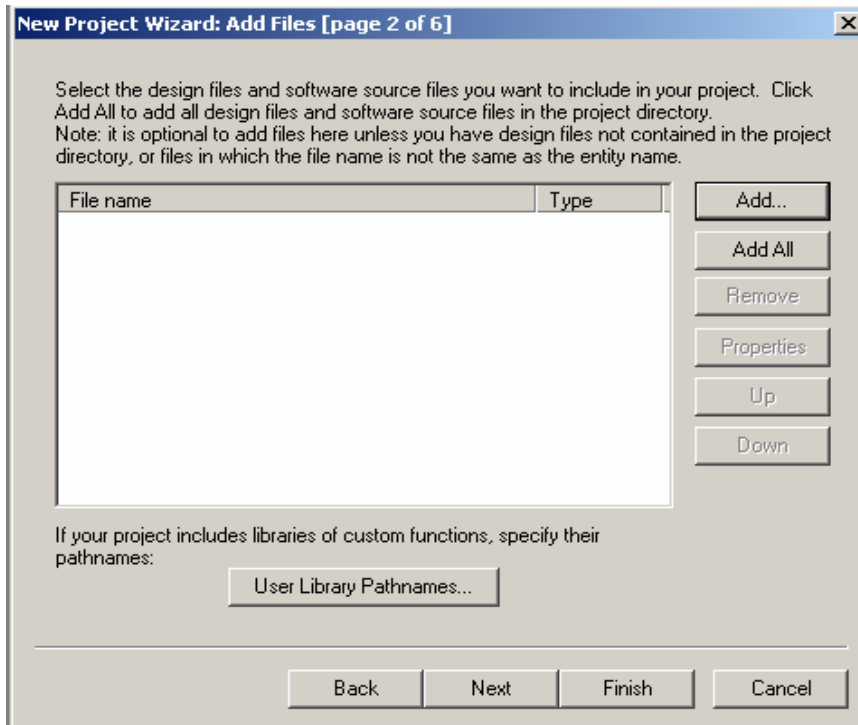 New Project Wizard: Add Files [page 2 of 6]
Select the design files and software source files you want to include in your project.  Click
Add All to add all design files and software source files in the project directory.
Note: it is optional to add files here unless you have design files not contained in the project
directory, or files in which the file name is not the same as the entity name.
File name Type
Add...
Add All
Remove
Properties
Up
Down
If your project includes libraries of custom functions, specify their
pathnames:
User Library Pathnames...
Back Next Finish Cancel